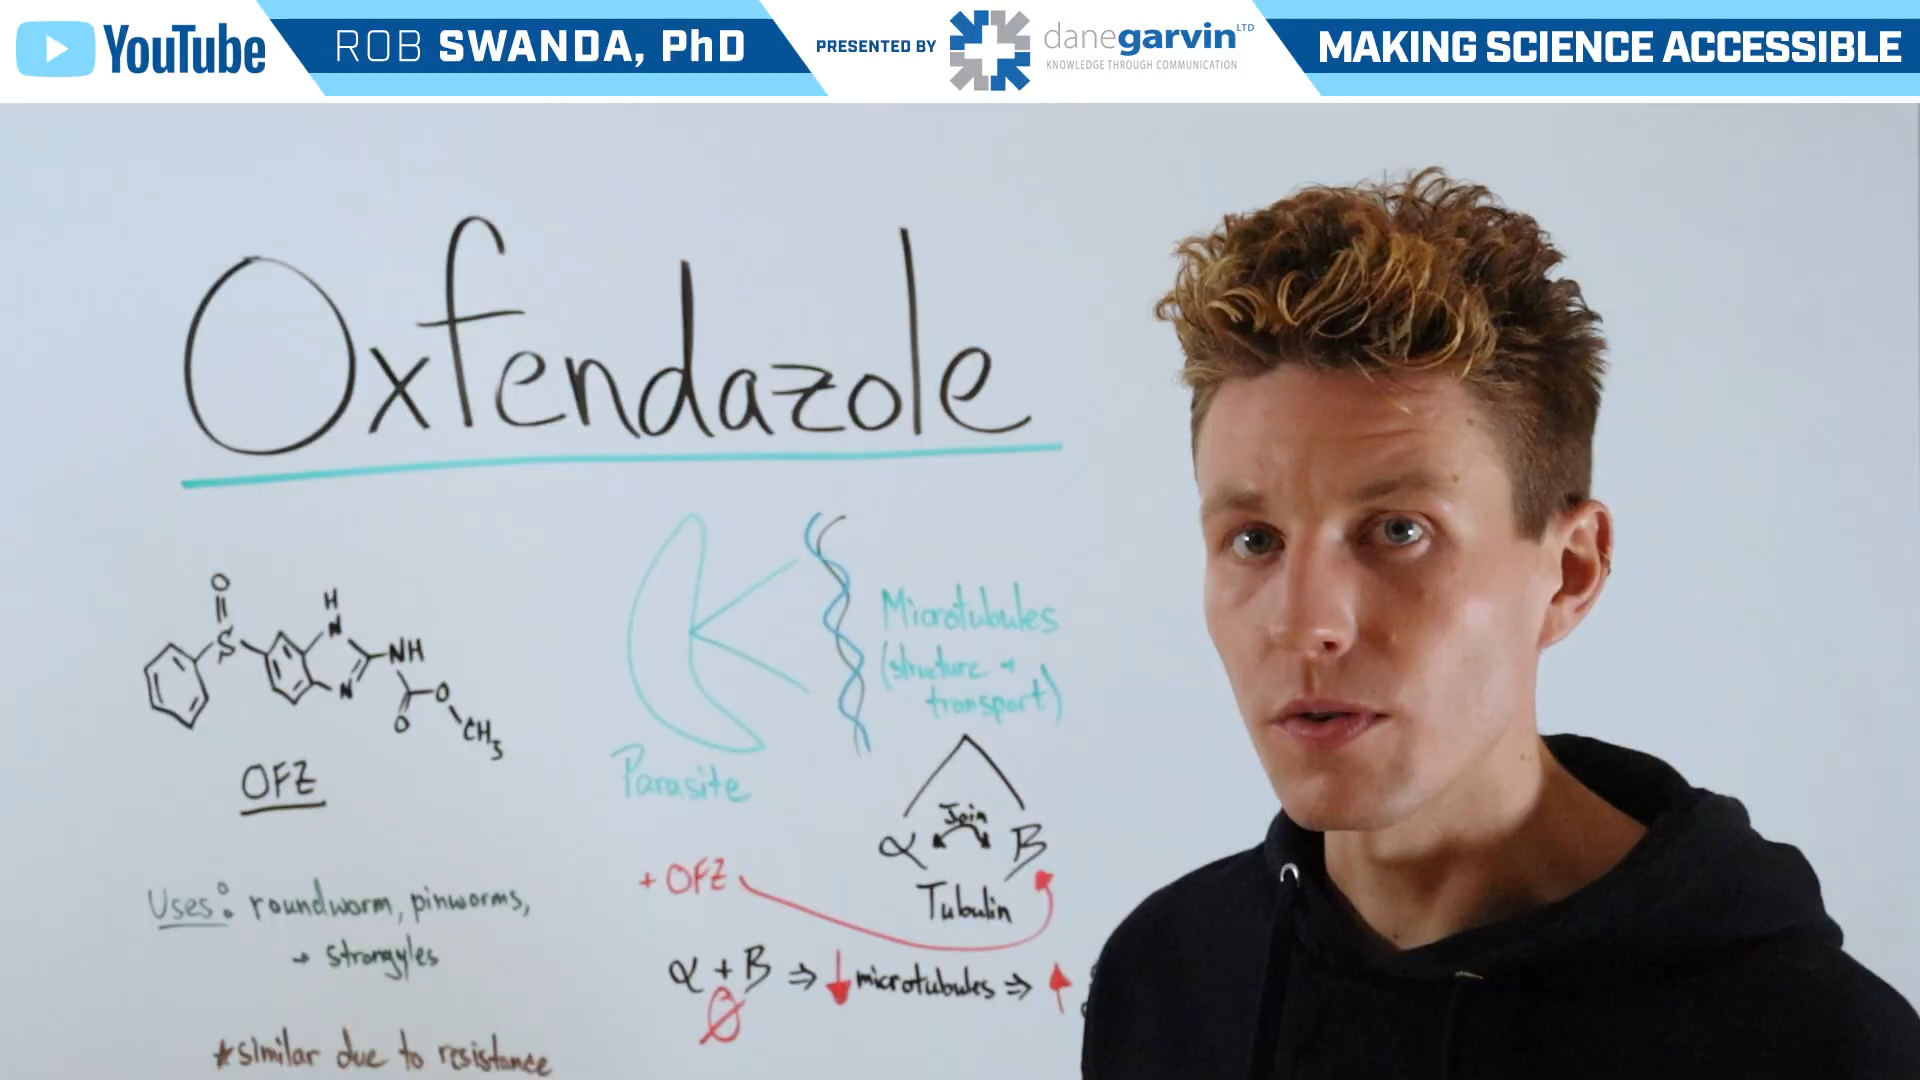 YouTube
ROB SWANDA, PhD
PRESENTED BY
danegarvin LTD
KNOWLEDGE THROUGH COMMUNICATION
MAKING SCIENCE ACCESSIBLE
Oxfendazole
O
S
H
N
N
NH
O
O
CH3
OFZ
Uses: roundworm, pinworms,
→ strongyles
*similar due to resistance
Parasite
Microtubules
(structure +
transport)
Join
α B
Tubulin
+ OFZ
α + B ⇒ ↓ microtubules ⇒ ↑
Ø